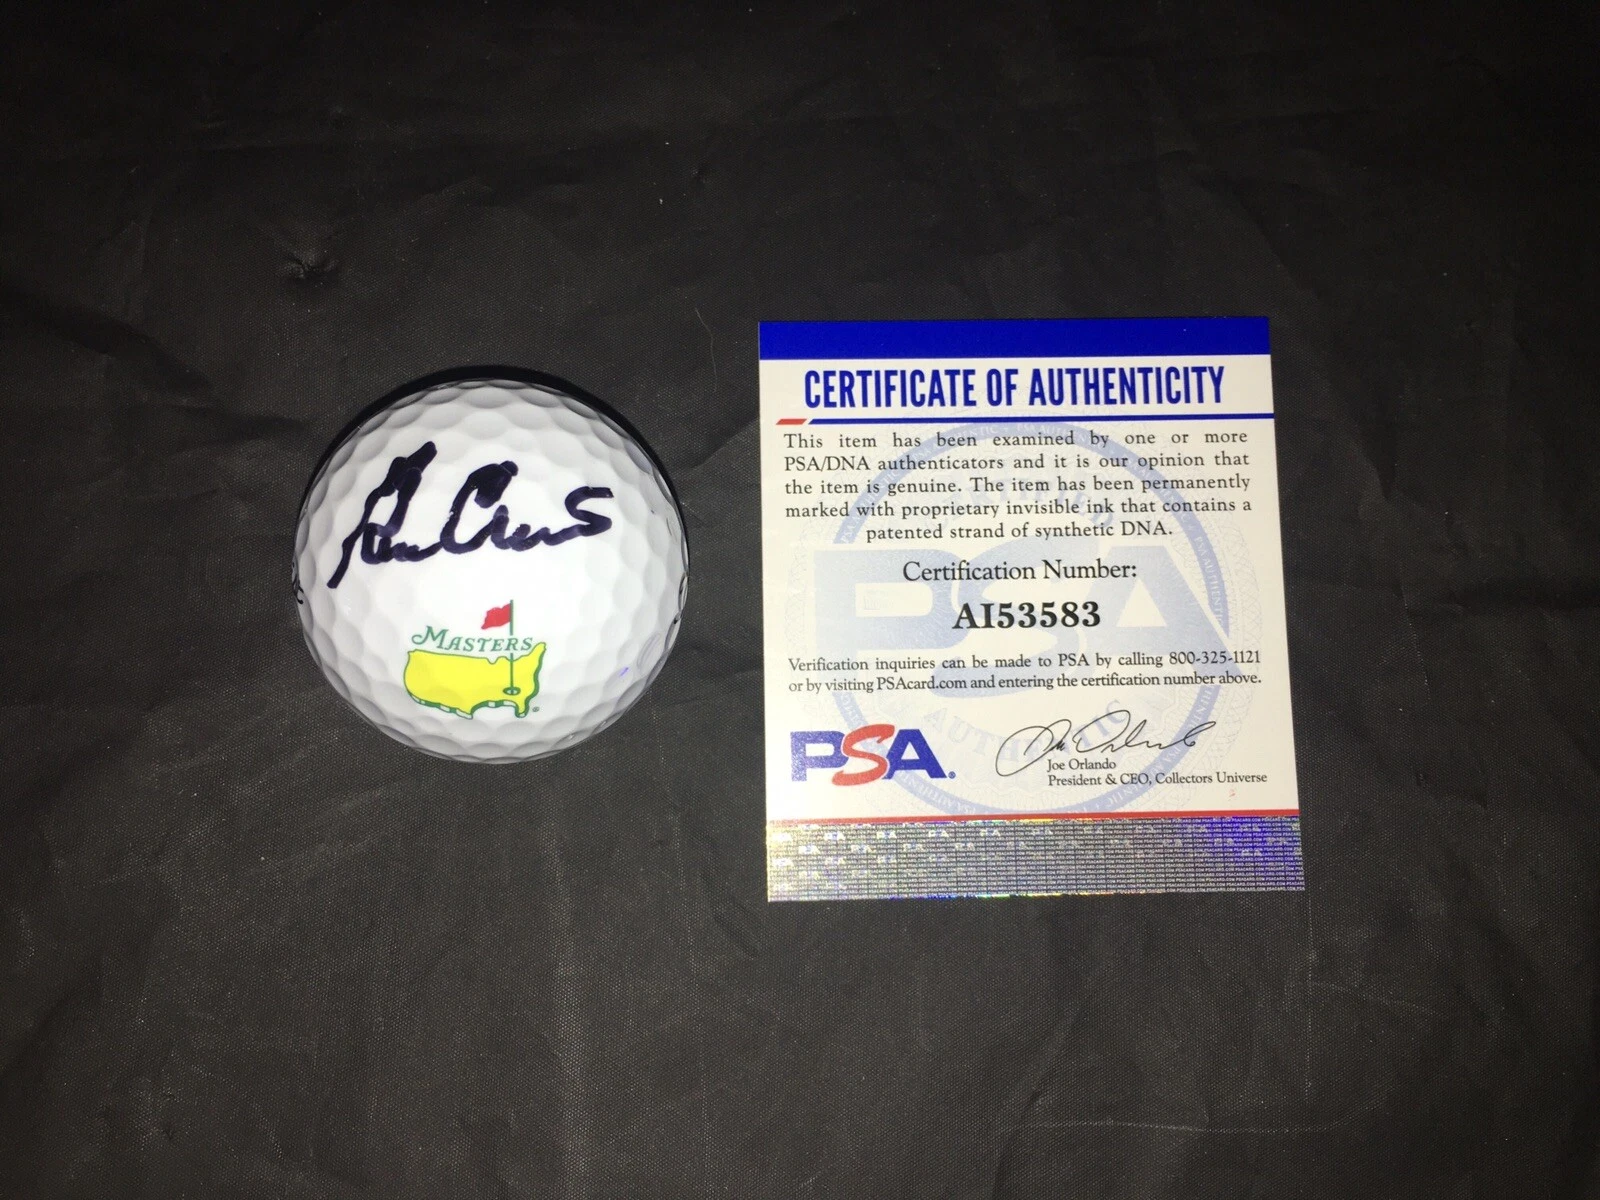 MASTERS
CERTIFICATE OF AUTHENTICITY
This item has been examined by one or more
PSA/DNA authenticators and it is our opinion that
the item is genuine. The item has been permanently
marked with proprietary invisible ink that contains a
patented strand of synthetic DNA.
Certification Number:
AI53583
Verification inquiries can be made to PSA by calling 800-325-1121
or by visiting PSAcard.com and entering the certification number above.
PSA®
Joe Orlando
President & CEO, Collectors Universe